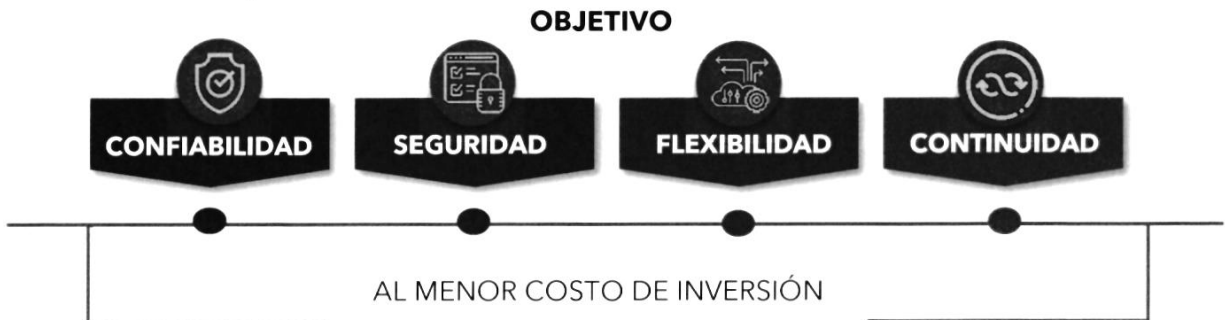 OBJETIVO
CONFIABILIDAD
SEGURIDAD
FLEXIBILIDAD
CONTINUIDAD
AL MENOR COSTO DE INVERSIÓN